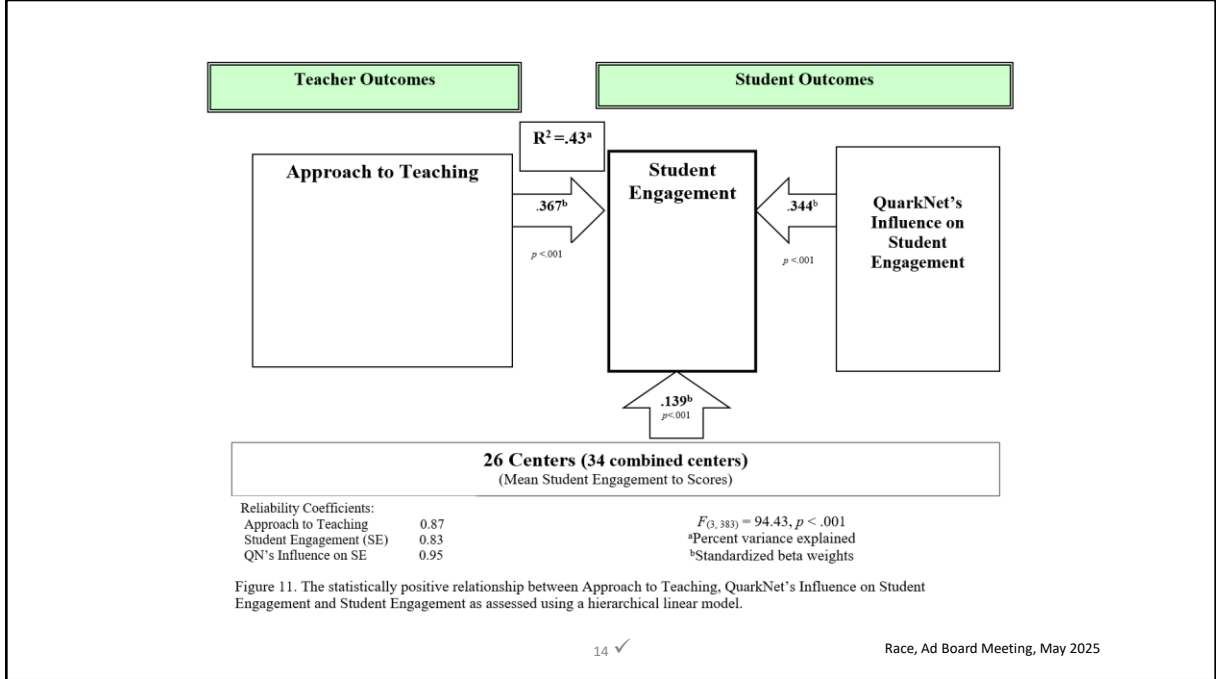 Teacher Outcomes
Student Outcomes
R² =.43ᵃ
Approach to Teaching
Student
Engagement
QuarkNet’s
Influence on
Student
Engagement
.367ᵇ
p <.001
.344ᵇ
p <.001
.139ᵇ
p<.001
26 Centers (34 combined centers)
(Mean Student Engagement to Scores)
Reliability Coefficients:
Approach to Teaching 0.87
Student Engagement (SE) 0.83
QN’s Influence on SE 0.95
F(3, 383) = 94.43, p < .001
ᵃPercent variance explained
ᵇStandardized beta weights
Figure 11. The statistically positive relationship between Approach to Teaching, QuarkNet’s Influence on Student
Engagement and Student Engagement as assessed using a hierarchical linear model.
14 ✓
Race, Ad Board Meeting, May 2025